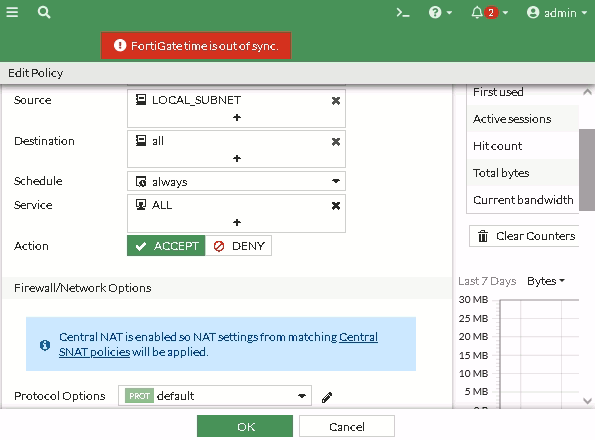 2 admin
FortiGate time is out of sync.
Edit Policy
Source LOCAL_SUBNET
+
Destination all
+
Schedule always
Service ALL
+
Action ACCEPT DENY
Firewall/Network Options
Central NAT is enabled so NAT settings from matching Central
SNAT policies will be applied.
Protocol Options PROT default
First used
Active sessions
Hit count
Total bytes
Current bandwidth
Clear Counters
Last 7 Days Bytes
30 MB
25 MB
20 MB
15 MB
10 MB
5 MB
OK Cancel